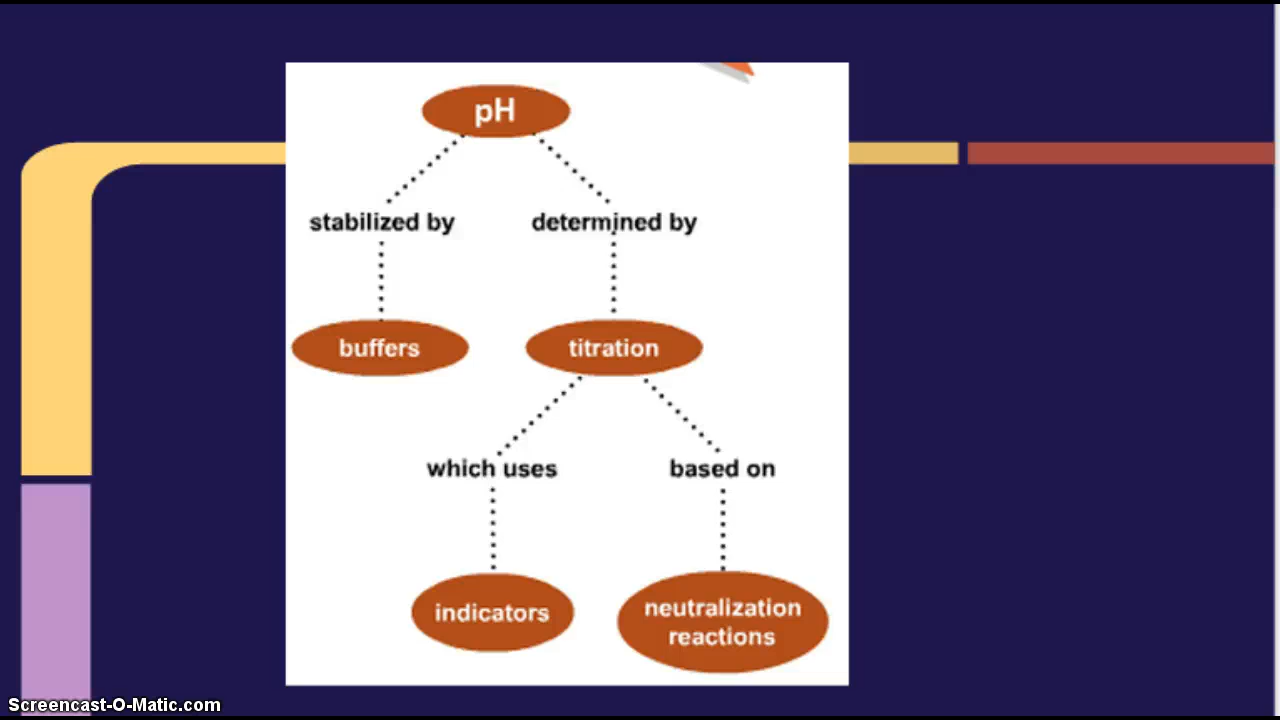 pH
stabilized by
determined by
buffers
titration
which uses
based on
indicators
neutralization
reactions
Screencast-O-Matic.com